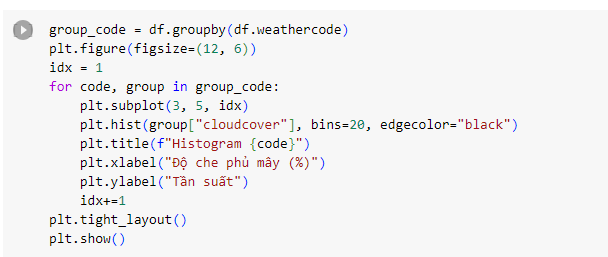 group_code = df.groupby(df.weathercode)
plt.figure(figsize=(12, 6))
idx = 1
for code, group in group_code:
    plt.subplot(3, 5, idx)
    plt.hist(group["cloudcover"], bins=20, edgecolor="black")
    plt.title(f"Histogram {code}")
    plt.xlabel("Độ che phủ mây (%)")
    plt.ylabel("Tần suất")
    idx+=1
plt.tight_layout()
plt.show()